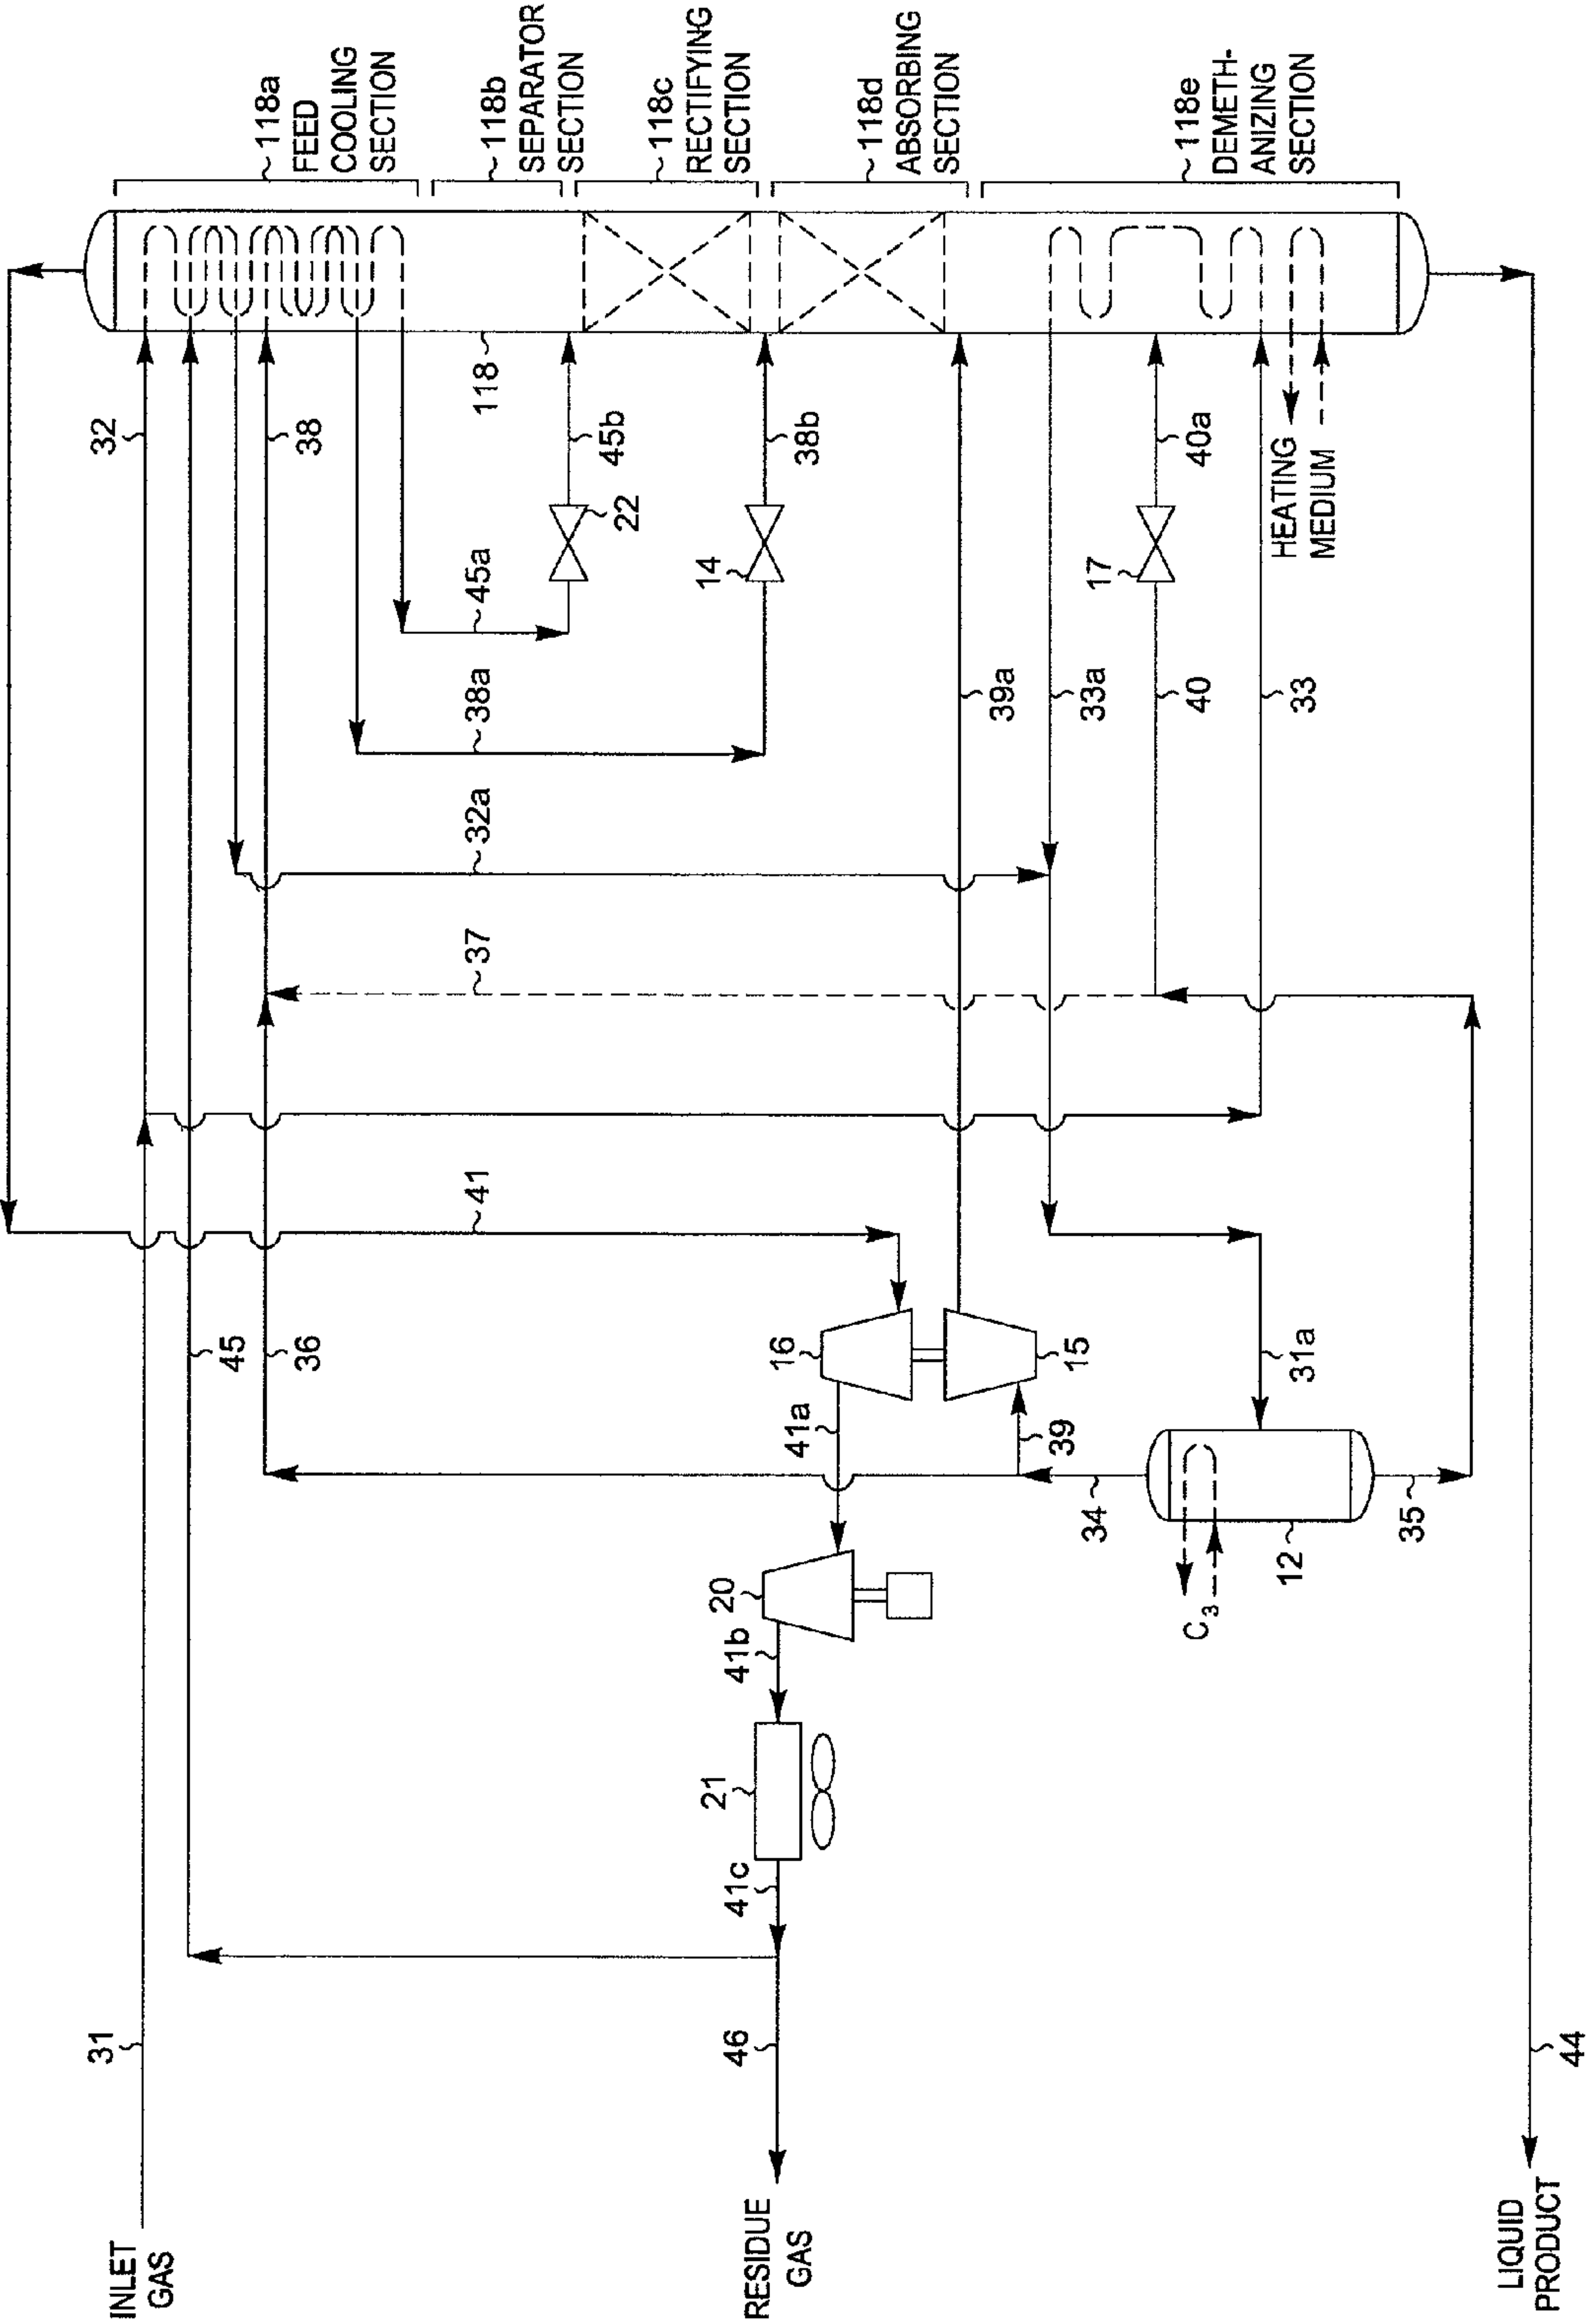 118a
FEED
COOLING
SECTION
118b
SEPARATOR
SECTION
118c
RECTIFYING
SECTION
118d
ABSORBING
SECTION
118e
DEMETH-
ANIZING
SECTION
32
38
118
45b
22
45a
38b
14
38a
32a
37
39a
33a
40a
17
40
33
HEATING
MEDIUM
41
45
36
16
15
31a
41a
39
34
35
12
C3
20
41b
21
41c
31
46
44
INLET
GAS
RESIDUE
GAS
LIQUID
PRODUCT